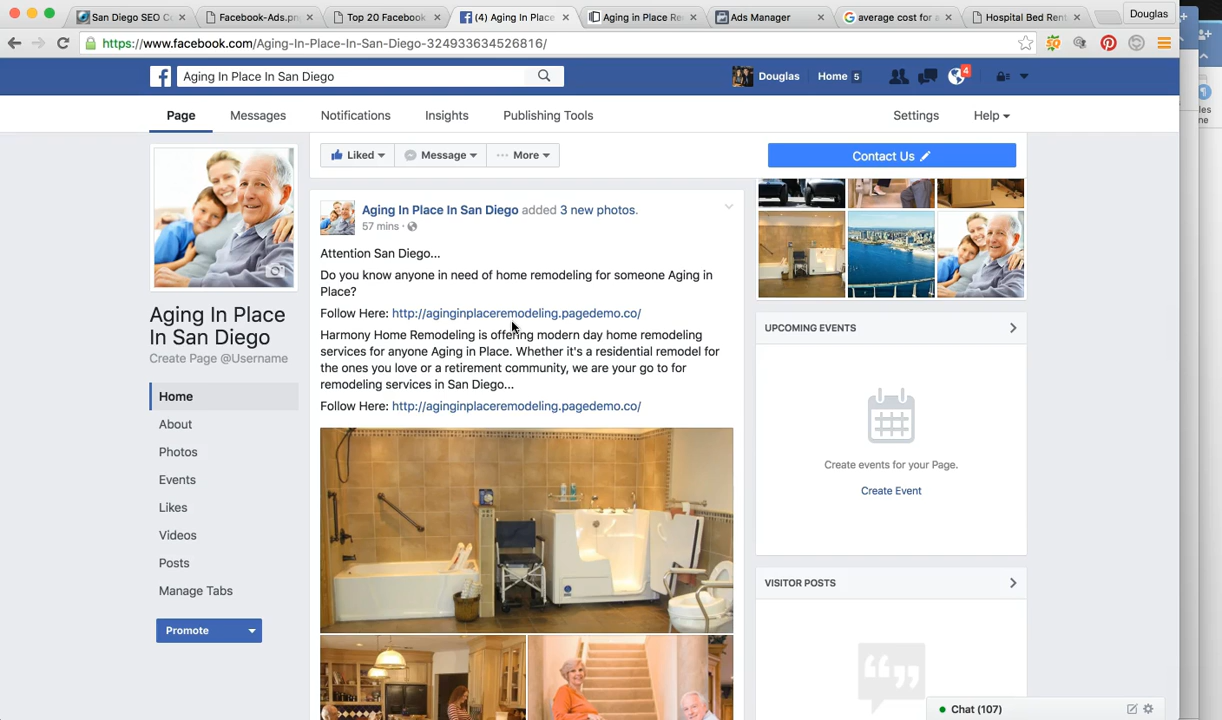 San Diego SEO C
Facebook-Ads.pn
Top 20 Facebook
(4) Aging In Place
Aging in Place Re
Ads Manager
average cost for a
Hospital Bed Rent
Douglas
https://www.facebook.com/Aging-In-Place-In-San-Diego-324933634526816/
Aging In Place In San Diego
Douglas
Home 5
4
Page
Messages
Notifications
Insights
Publishing Tools
Settings
Help
Liked
Message
More
Contact Us
Aging In Place In San Diego added 3 new photos.
57 mins
Attention San Diego...
Do you know anyone in need of home remodeling for someone Aging in
Place?
Follow Here: http://aginginplaceremodeling.pagedemo.co/
Harmony Home Remodeling is offering modern day home remodeling
services for anyone Aging in Place. Whether it's a residential remodel for
the ones you love or a retirement community, we are your go to for
remodeling services in San Diego...
Follow Here: http://aginginplaceremodeling.pagedemo.co/
Aging In Place
In San Diego
Create Page @Username
Home
About
Photos
Events
Likes
Videos
Posts
Manage Tabs
Promote
UPCOMING EVENTS
Create events for your Page.
Create Event
VISITOR POSTS
Chat (107)